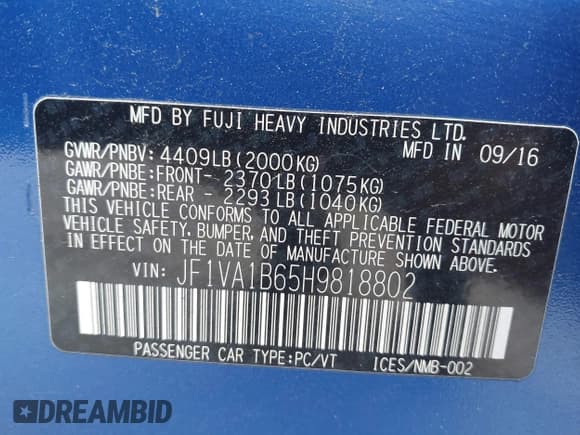 MFD BY FUJI HEAVY INDUSTRIES LTD.
MFD IN 09/16
GVWR/PNBV: 4409LB(2000KG)
GAWR/PNBE:FRONT- 2370LB(1075KG)
GAWR/PNBE:REAR - 2293LB(1040KG)
THIS VEHICLE CONFORMS TO ALL APPLICABLE FEDERAL MOTOR
VEHICLE SAFETY, BUMPER, AND THEFT PREVENTION STANDARDS
IN EFFECT ON THE DATE OF MANUFACTURE SHOWN ABOVE.
VIN: JF1VA1B65H9818802
PASSENGER CAR TYPE:PC/VT ICES/NMB-002
DREAMBID